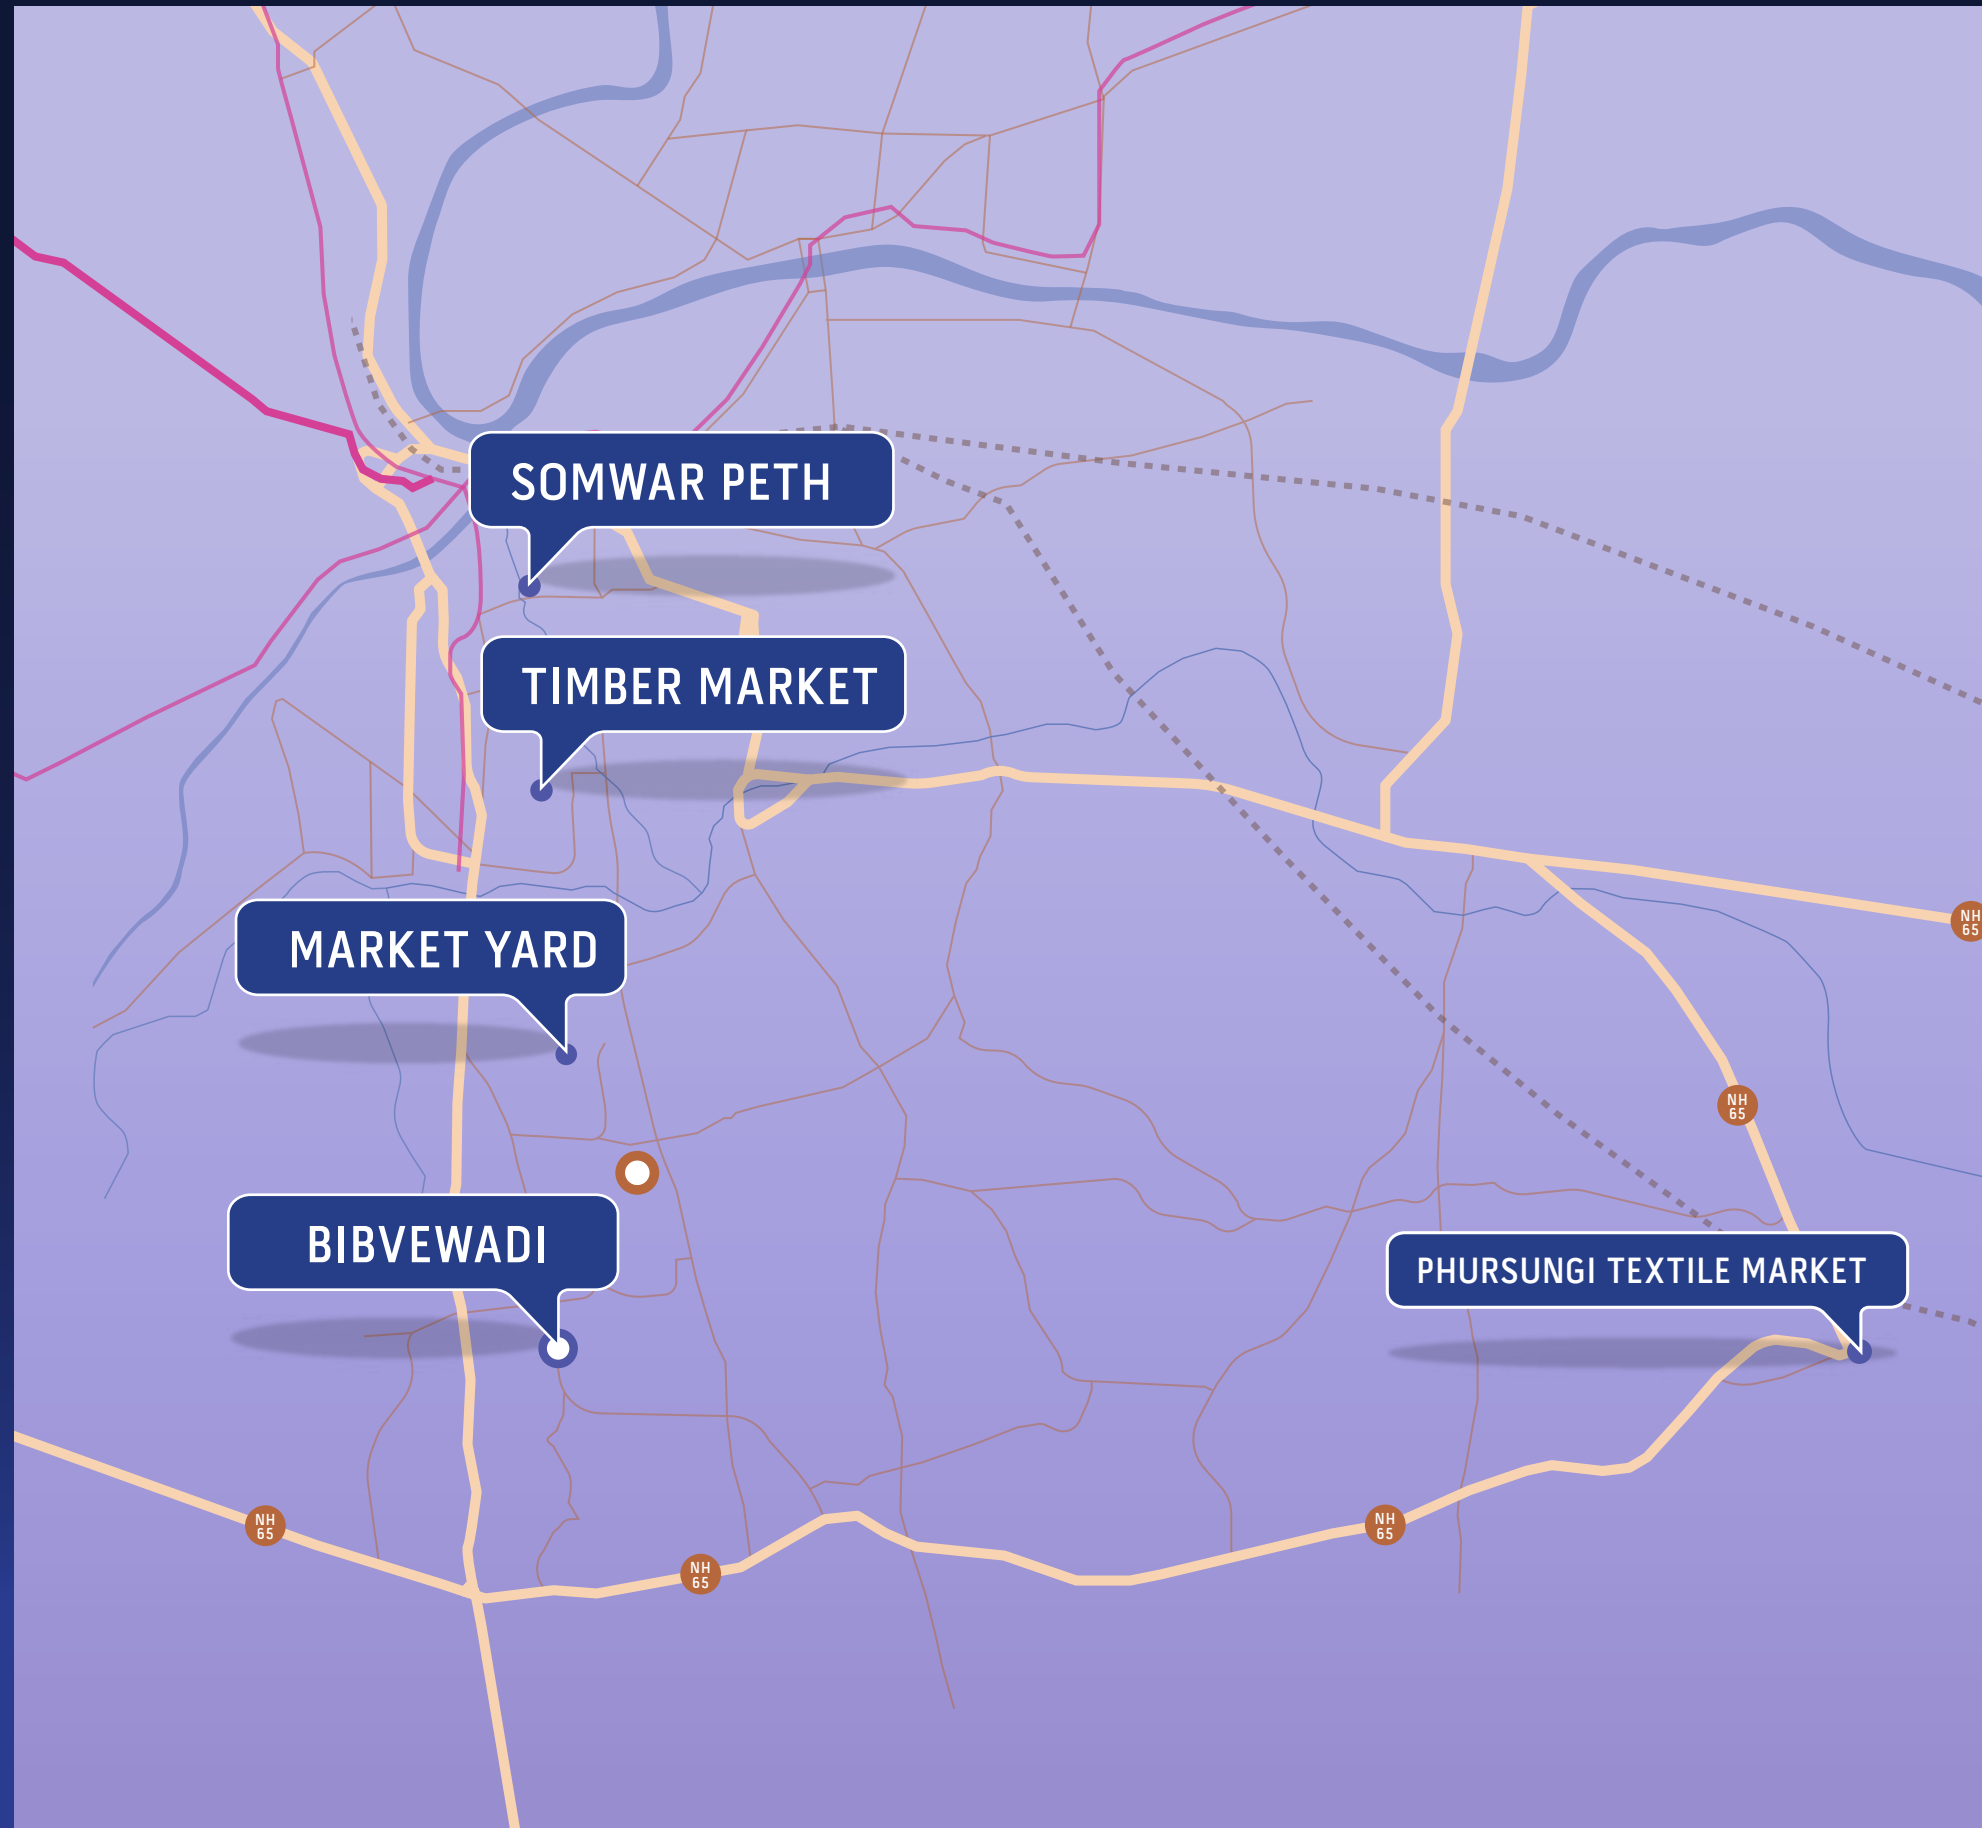 SOMWAR PETH
TIMBER MARKET
NH
65
MARKET YARD
NH
65
BIBVEWADI
PHURSUNGI TEXTILE MARKET
NH
65
NH
65
NH
65